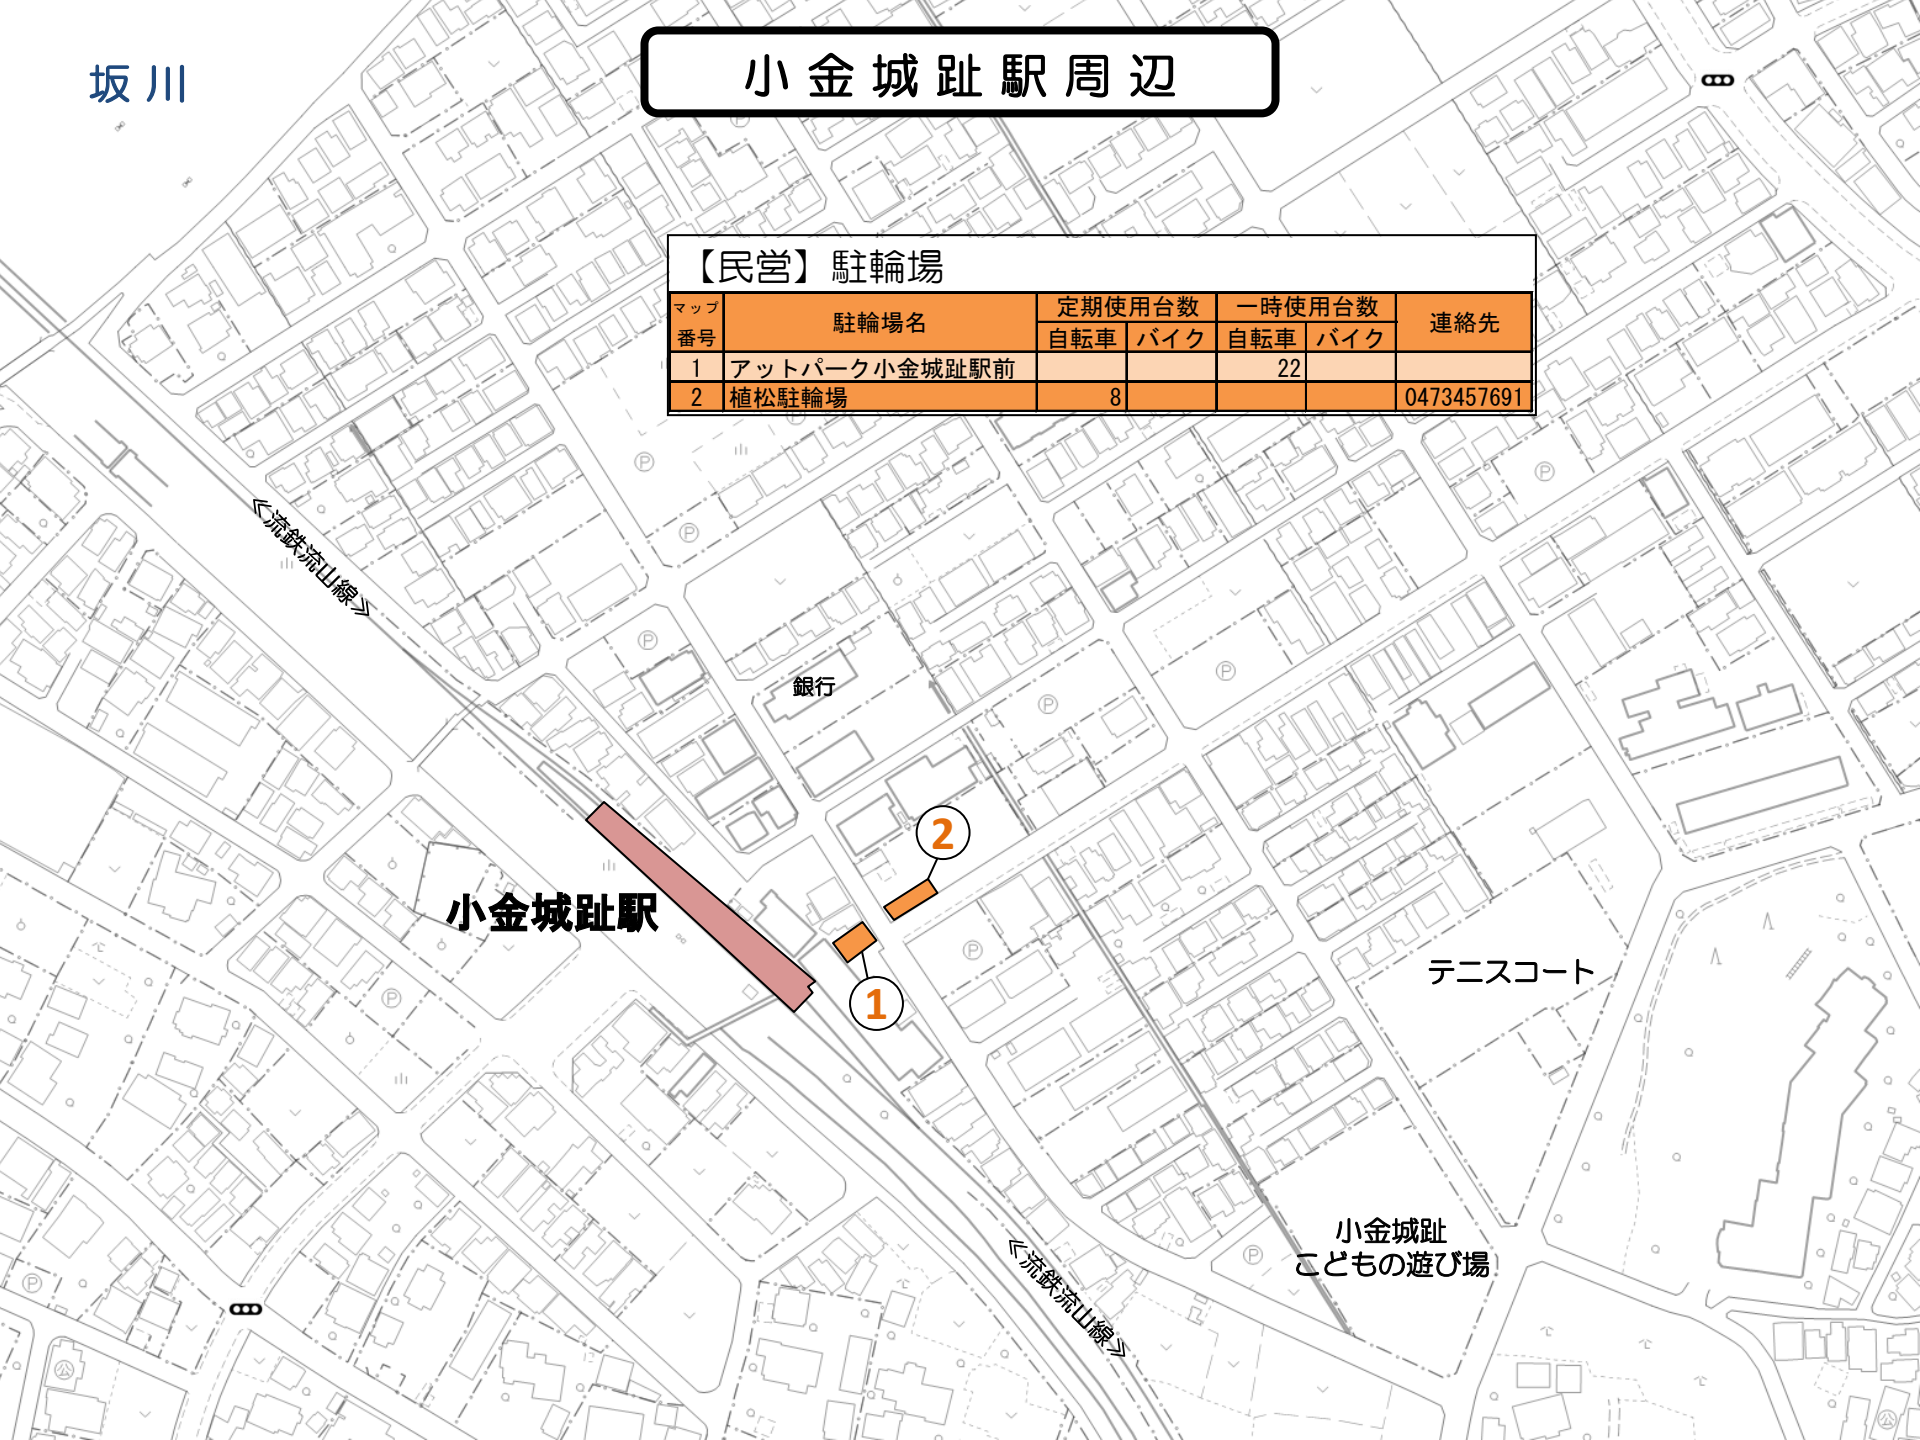 小金城趾駅周辺
坂川
【民営】駐輪場
マップ番号 駐輪場名 定期使用台数 一時使用台数 連絡先
自転車 バイク 自転車 バイク
1 アットパーク小金城趾駅前 22
2 植松駐輪場 8 0473457691
Ⓟ
Ⓟ
Ⓟ
Ⓟ
≪流鉄流山線≫
Ⓟ
Ⓟ
銀行
Ⓟ
2
小金城趾駅
Ⓟ
テニスコート
Ⓟ
1
小金城趾
こどもの遊び場
Ⓟ
≪流鉄流山線≫
Ⓟ
公
公